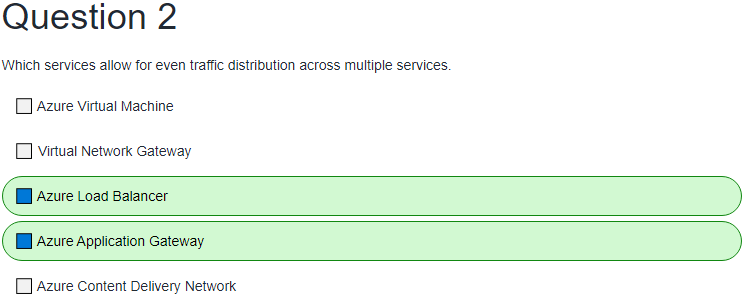 Question 2
Which services allow for even traffic distribution across multiple services.
Azure Virtual Machine
Virtual Network Gateway
Azure Load Balancer
Azure Application Gateway
Azure Content Delivery Network